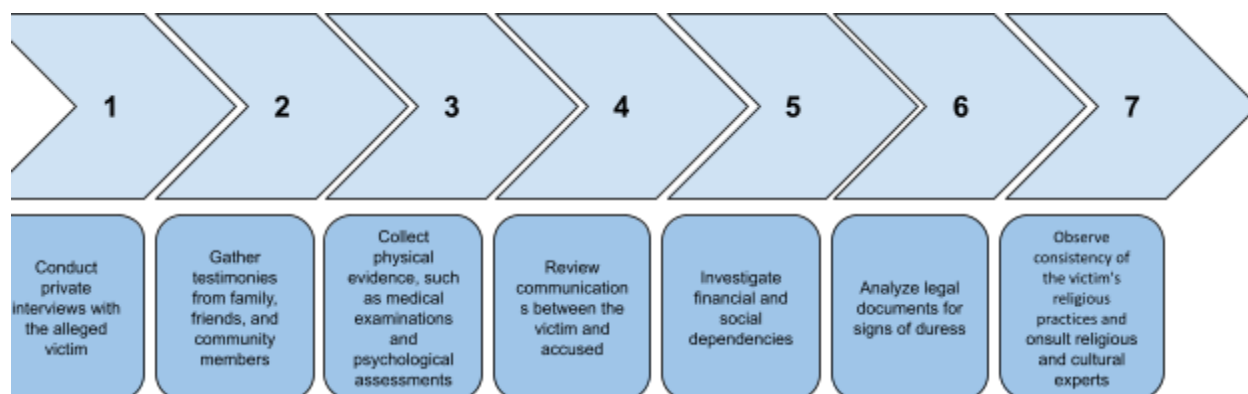 1
2
3
4
5
6
7
Conduct
private
interviews with
the alleged
victim
Gather
testimonies
from family,
friends, and
community
members
Collect
physical
evidence, such
as medical
examinations
and
psychological
assessments
Review
communication
s between the
victim and
accused
Investigate
financial and
social
dependencies
Analyze legal
documents for
signs of duress
Observe
consistency of
the victim's
religious
practices and
onsult religious
and cultural
experts